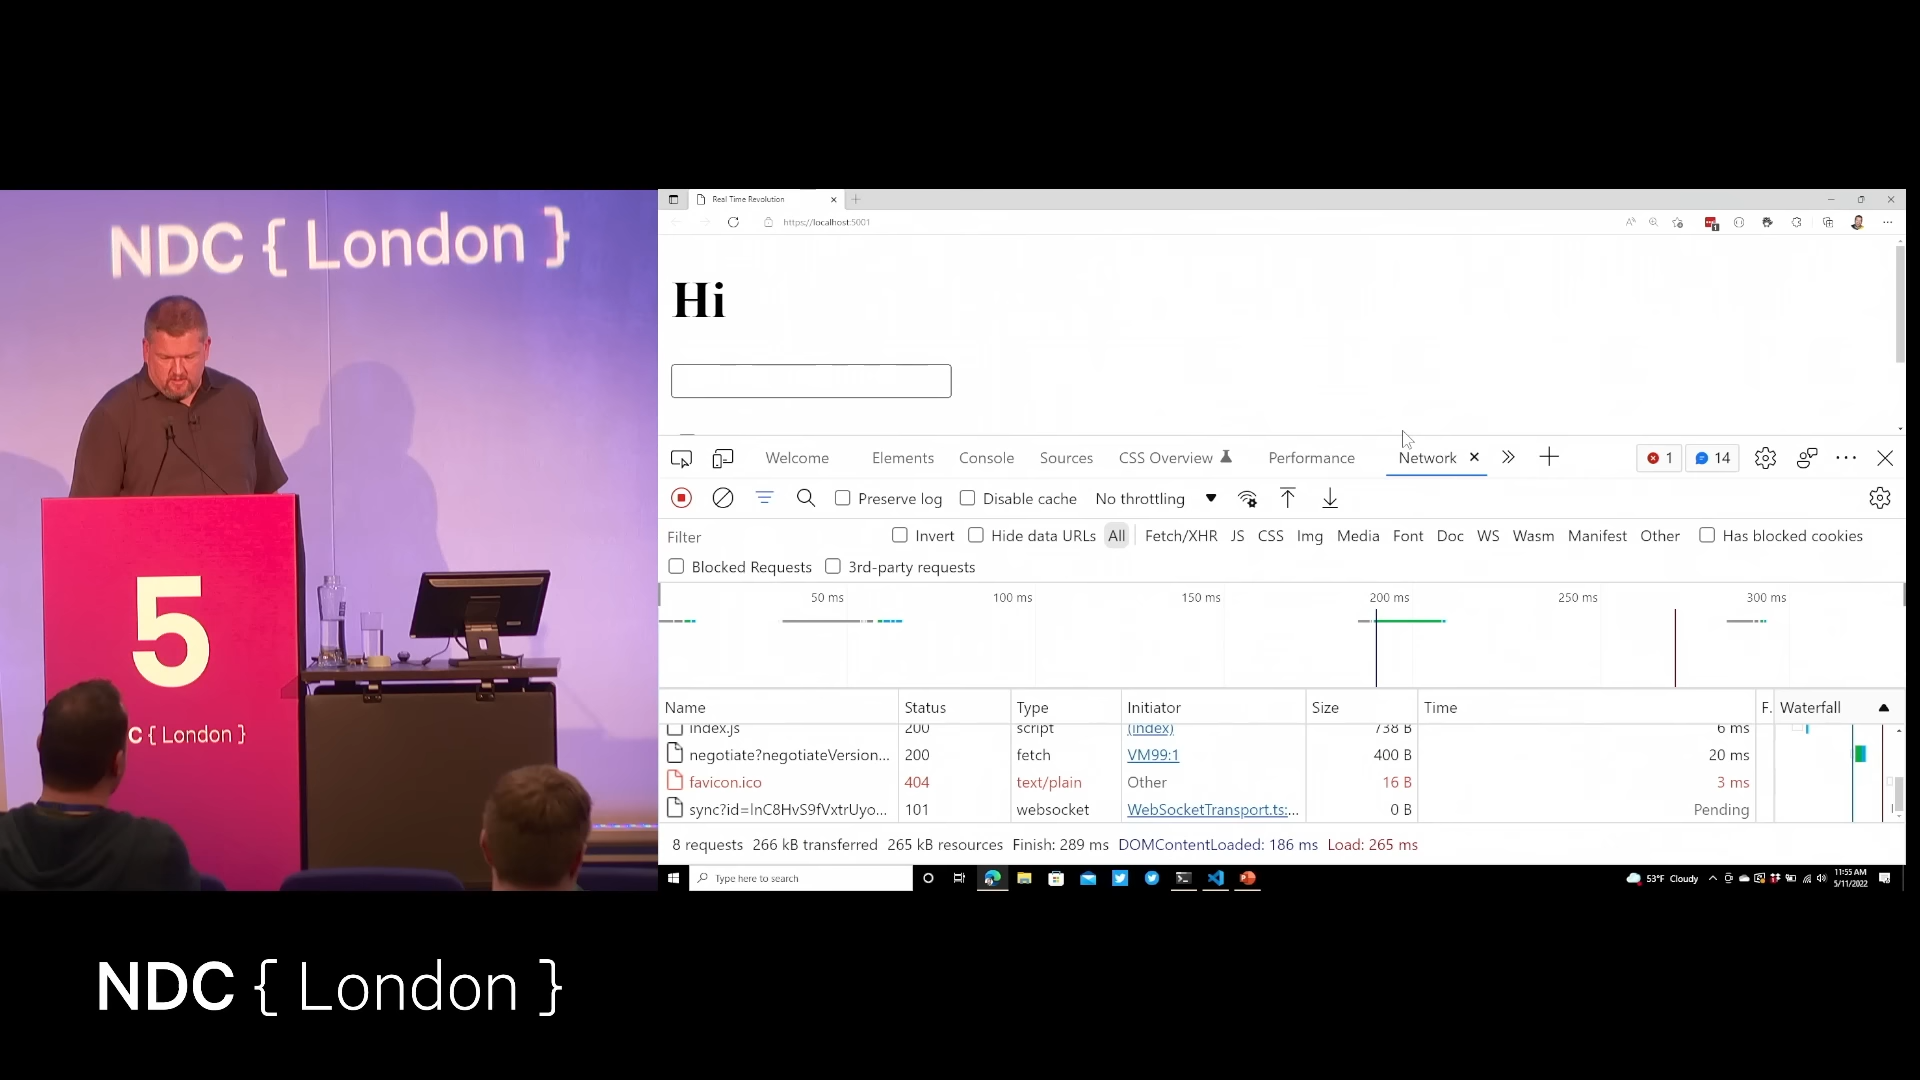 NDC { London }
5
C { London }
NDC { London }
Real Time Revolution
https://localhost:5001
Hi
Welcome Elements Console Sources CSS Overview Performance Network 1 14
Preserve log Disable cache No throttling
Filter Invert Hide data URLs All Fetch/XHR JS CSS Img Media Font Doc WS Wasm Manifest Other Has blocked cookies
Blocked Requests 3rd-party requests
50 ms 100 ms 150 ms 200 ms 250 ms 300 ms
Name Status Type Initiator Size Time F. Waterfall
index.js 200 script (index) 738 B 6 ms
negotiate?negotiateVersion... 200 fetch VM99:1 400 B 20 ms
favicon.ico 404 text/plain Other 16 B 3 ms
sync?id=lnC8HvS9fVxtrUyo... 101 websocket WebSocketTransport.ts:... 0 B Pending
8 requests 266 kB transferred 265 kB resources Finish: 289 ms DOMContentLoaded: 186 ms Load: 265 ms
Type here to search 53°F Cloudy 11:55 AM
5/11/2022